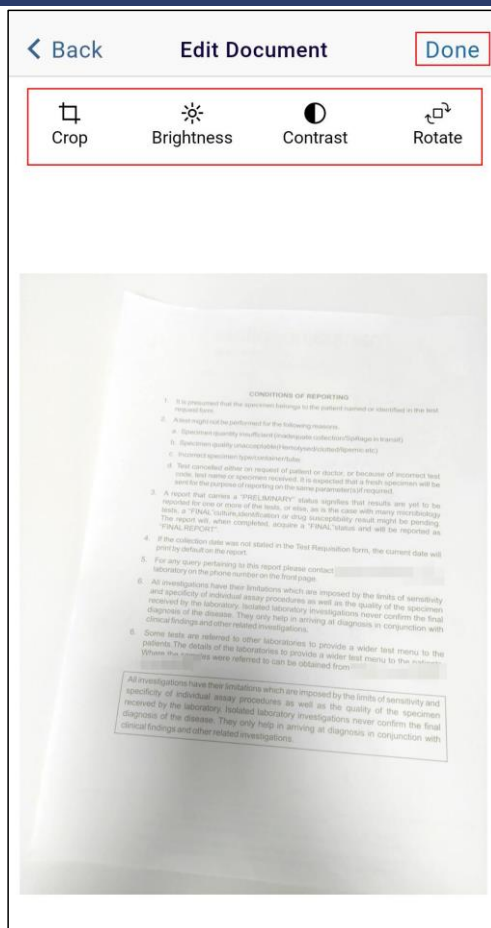 Back
Edit Document
Done
Crop
Brightness
Contrast
Rotate
CONDITIONS OF REPORTING
1. It is presumed that the specimen belongs to the patient named or identified in the test
request form.
2. A test might not be performed for the following reasons.
a. Specimen quantity insufficient (inadequate collection/Spillage in transit)
b. Specimen quality unacceptable(Hemolysed/clotted/lipemic etc)
c. Incorrect specimen type/container/tube
d. Test cancelled either on request of patient or doctor, or because of incorrect test
code, test name or specimen received. It is expected that a fresh specimen will be
sent for the purpose of reporting on the same parameter(s)if required.
3. A report that carries a "PRELIMINARY" status signifies that results are yet to be
reported for one or more of the tests, or else, as is the case with many microbiology
tests, a "FINAL"culture,identification or drug susceptibility result might be pending.
The report will, when completed, acquire a "FINAL"status and will be reported as
"FINAL REPORT".
4. If the collection date was not stated in the Test Requisition form, the current date will
print by default on the report.
5. For any query pertaining to this report please contact
laboratory on the phone number on the front page.
6. All investigations have their limitations which are imposed by the limits of sensitivity
and specificity of individual assay procedures as well as the quality of the specimen
received by the laboratory. Isolated laboratory investigations never confirm the final
diagnosis of the disease. They only help in arriving at diagnosis in conjunction with
clinical findings and other related investigations.
8. Some tests are referred to other laboratories to provide a wider test menu to the
patients.The details of the laboratories to provide a wider test menu to the patients
Where the samples were referred to can be obtained from
All investigations have their limitations which are imposed by the limits of sensitivity and
specificity of individual assay procedures as well as the quality of the specimen
received by the laboratory. Isolated laboratory investigations never confirm the final
diagnosis of the disease. They only help in arriving at diagnosis in conjunction with
clinical findings and other related investigations.